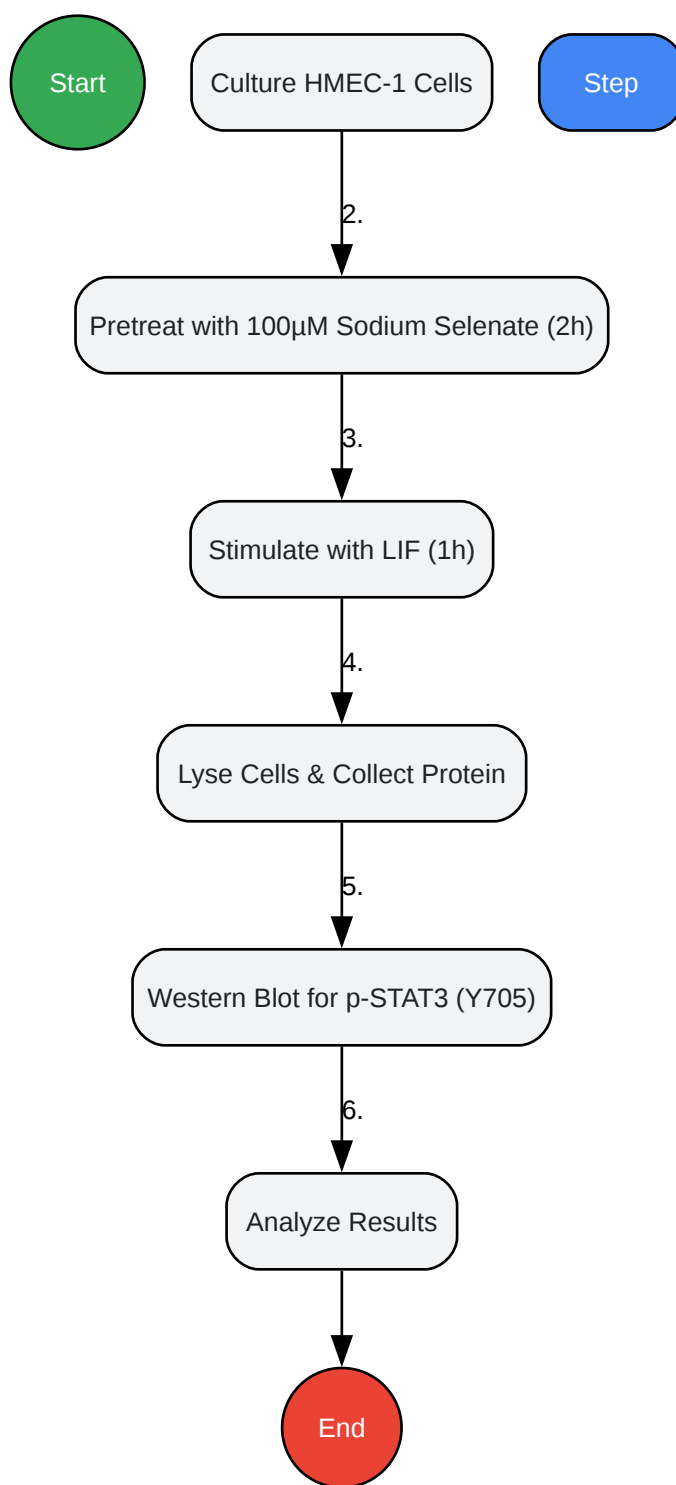 Start
Culture HMEC-1 Cells
Step
2.
Pretreat with 100µM Sodium Selenate (2h)
3.
Stimulate with LIF (1h)
4.
Lyse Cells & Collect Protein
5.
Western Blot for p-STAT3 (Y705)
6.
Analyze Results
End